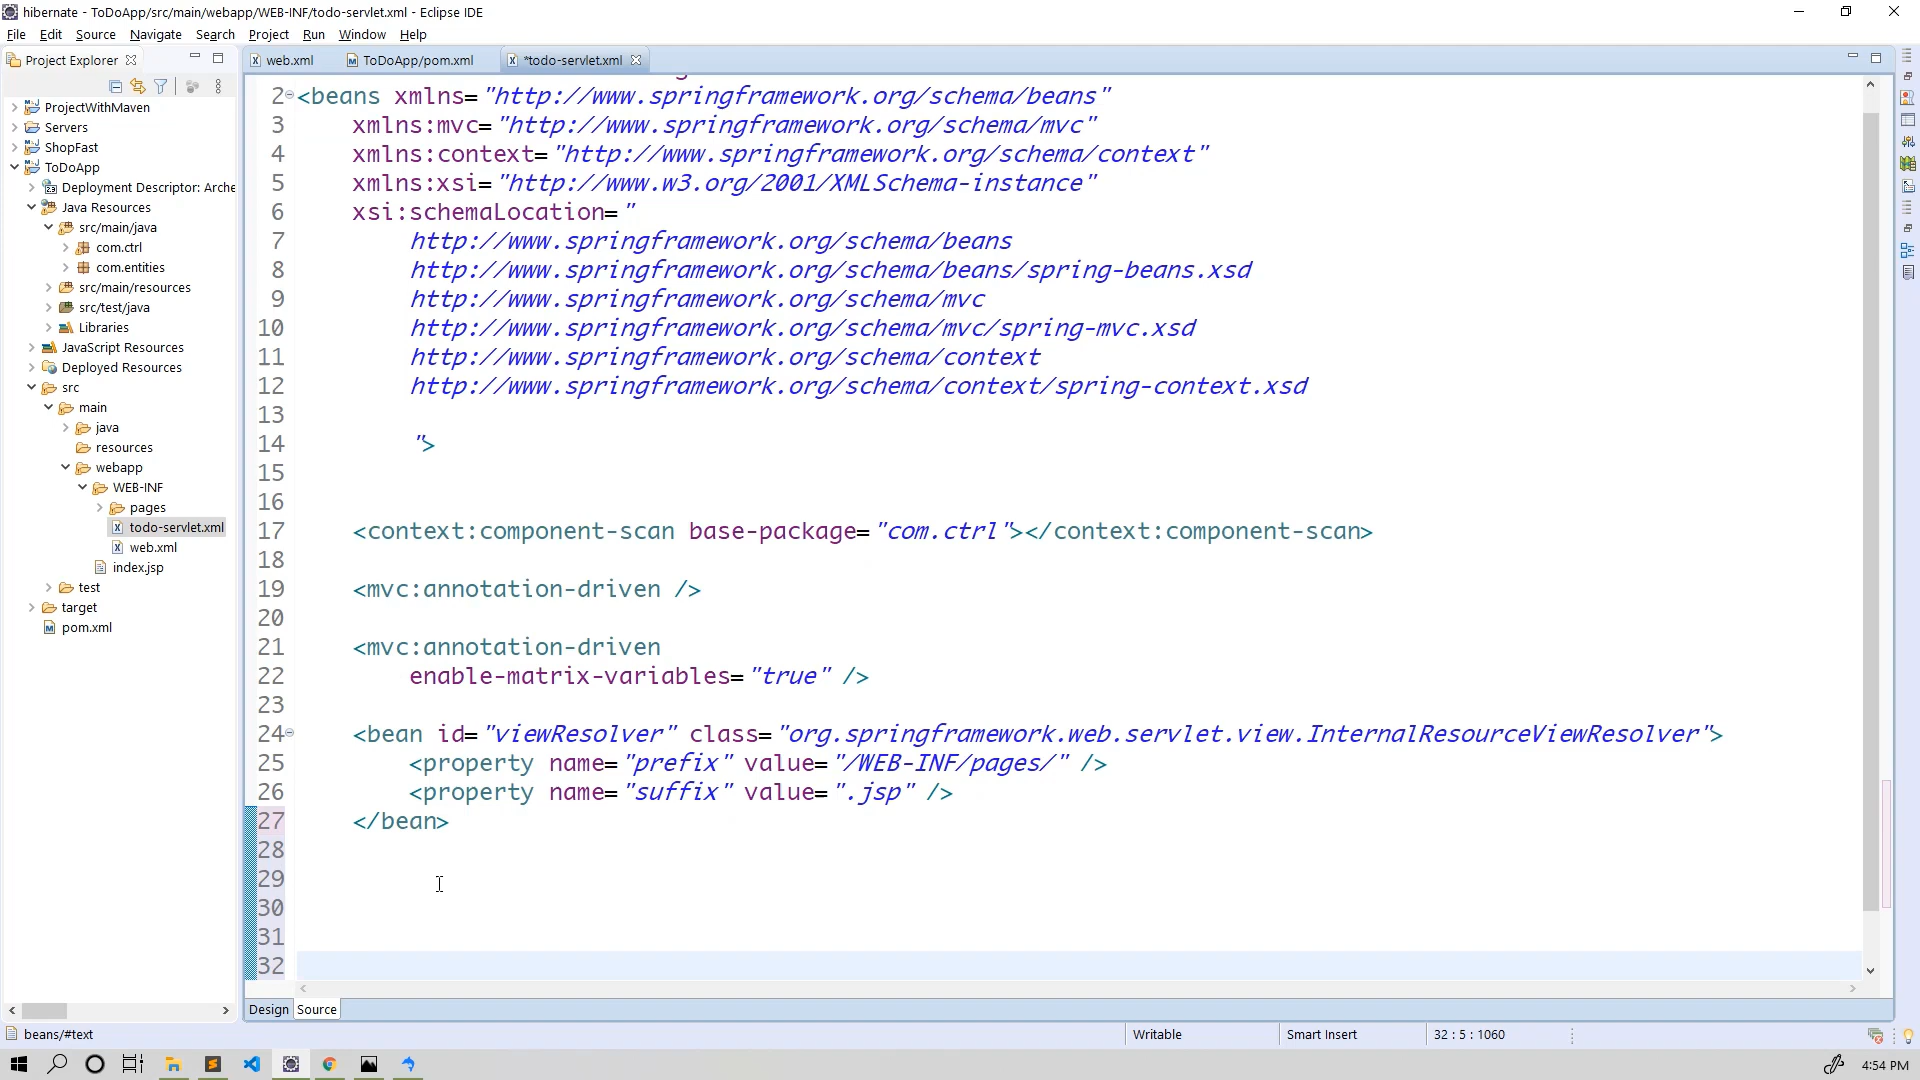 hibernate - ToDoApp/src/main/webapp/WEB-INF/todo-servlet.xml - Eclipse IDE
File Edit Source Navigate Search Project Run Window Help
Project Explorer
web.xml ToDoApp/pom.xml *todo-servlet.xml
ProjectWithMaven
Servers
ShopFast
ToDoApp
Deployment Descriptor: Arche
Java Resources
src/main/java
com.ctrl
com.entities
src/main/resources
src/test/java
Libraries
JavaScript Resources
Deployed Resources
src
main
java
resources
webapp
WEB-INF
pages
todo-servlet.xml
web.xml
index.jsp
test
target
pom.xml
2 <beans xmlns="http://www.springframework.org/schema/beans"
3 xmlns:mvc="http://www.springframework.org/schema/mvc"
4 xmlns:context="http://www.springframework.org/schema/context"
5 xmlns:xsi="http://www.w3.org/2001/XMLSchema-instance"
6 xsi:schemaLocation="
7 http://www.springframework.org/schema/beans
8 http://www.springframework.org/schema/beans/spring-beans.xsd
9 http://www.springframework.org/schema/mvc
10 http://www.springframework.org/schema/mvc/spring-mvc.xsd
11 http://www.springframework.org/schema/context
12 http://www.springframework.org/schema/context/spring-context.xsd
13
14 ">
15
16
17 <context:component-scan base-package="com.ctrl"></context:component-scan>
18
19 <mvc:annotation-driven />
20
21 <mvc:annotation-driven
22 enable-matrix-variables="true" />
23
24 <bean id="viewResolver" class="org.springframework.web.servlet.view.InternalResourceViewResolver">
25 <property name="prefix" value="/WEB-INF/pages/" />
26 <property name="suffix" value=".jsp" />
27 </bean>
28
29
30
31
32
Design Source
beans/#text Writable Smart Insert 32 : 5 : 1060
4:54 PM